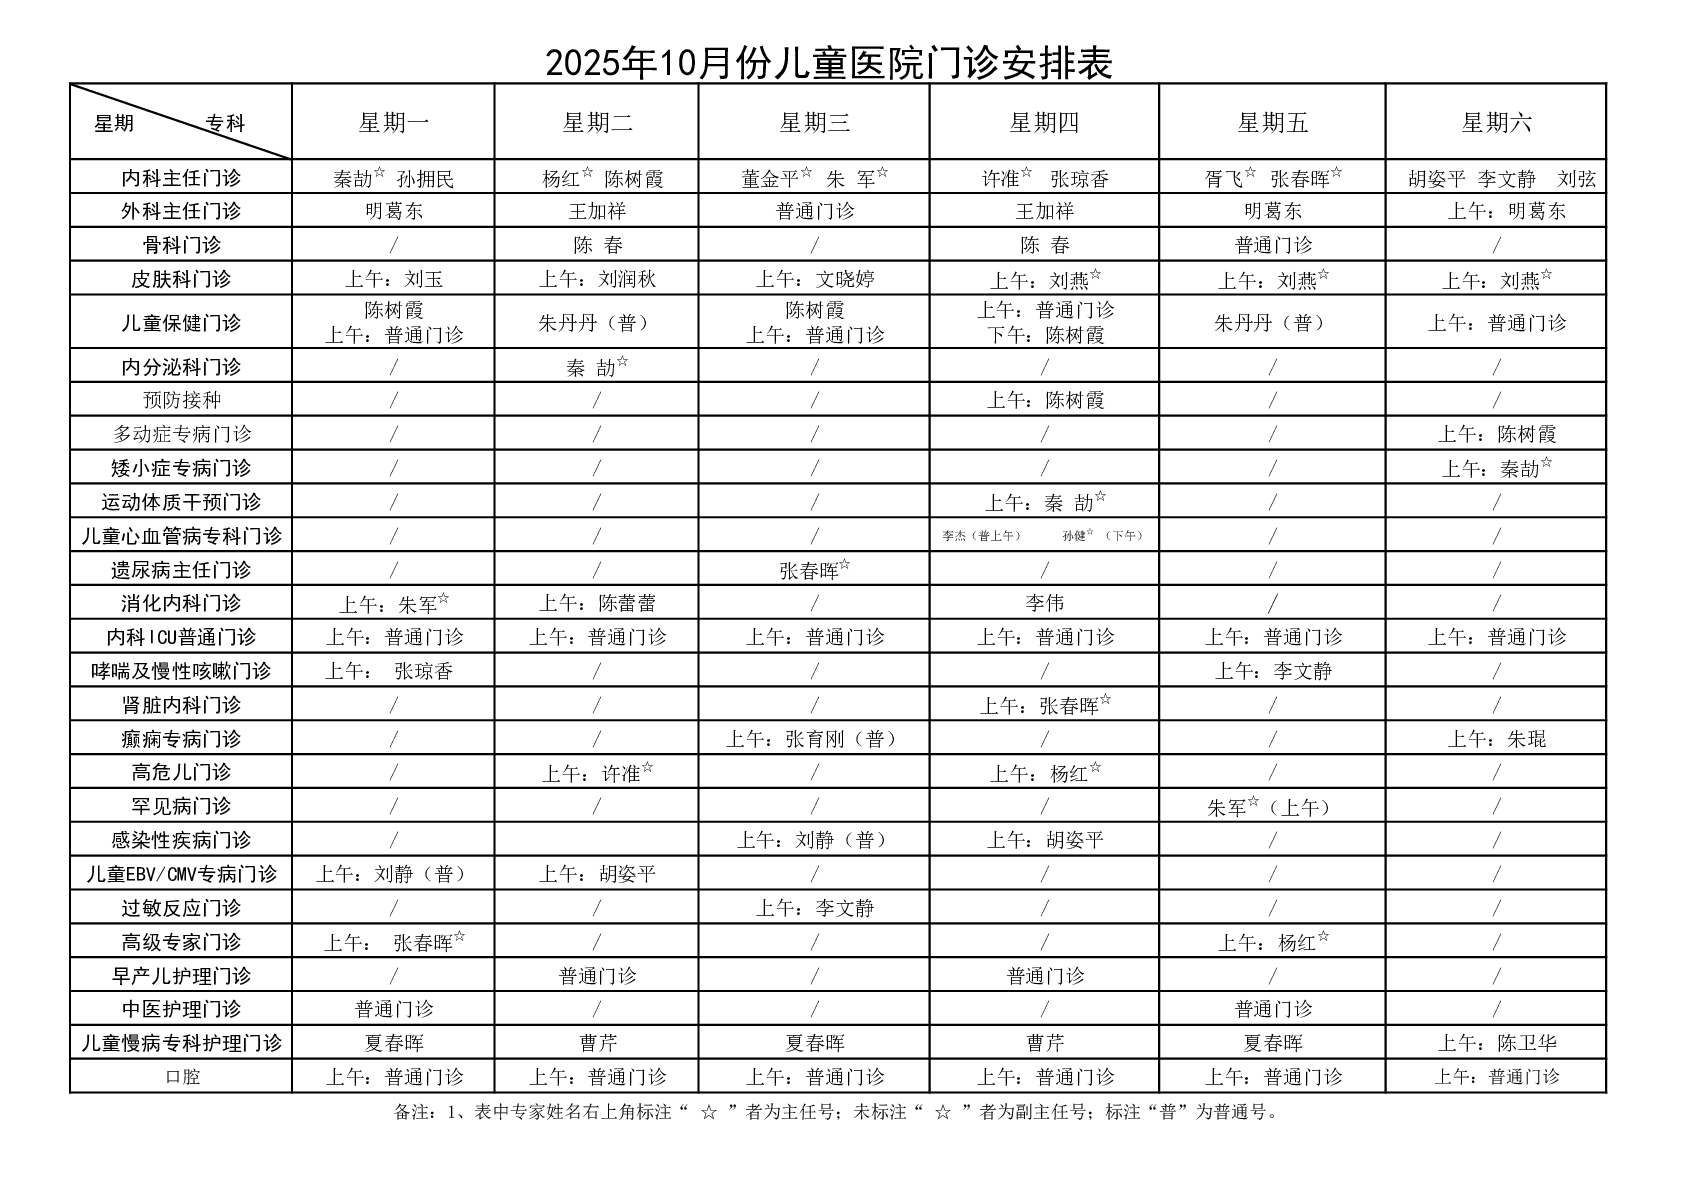 2025年10月份儿童医院门诊安排表
星期 专科 星期一 星期二 星期三 星期四 星期五 星期六
内科主任门诊 秦劼☆ 孙拥民 杨红☆ 陈树霞 董金平☆ 朱 军☆ 许准☆ 张琼香 胥飞☆ 张春晖☆ 胡姿平 李文静 刘弦
外科主任门诊 明葛东 王加祥 普通门诊 王加祥 明葛东 上午：明葛东
骨科门诊 / 陈 春 / 陈 春 普通门诊 /
皮肤科门诊 上午：刘玉 上午：刘润秋 上午：文晓婷 上午：刘燕☆ 上午：刘燕☆ 上午：刘燕☆
儿童保健门诊 陈树霞
上午：普通门诊 朱丹丹（普） 陈树霞
上午：普通门诊 上午：普通门诊
下午：陈树霞 朱丹丹（普） 上午：普通门诊
内分泌科门诊 / 秦 劼☆ / / / /
预防接种 / / / 上午：陈树霞 / /
多动症专病门诊 / / / / / 上午：陈树霞
矮小症专病门诊 / / / / / 上午：秦劼☆
运动体质干预门诊 / / / 上午：秦 劼☆ / /
儿童心血管病专科门诊 / / / 李杰（普上午） 孙健☆（下午） / /
遗尿病主任门诊 / / 张春晖☆ / / /
消化内科门诊 上午：朱军☆ 上午：陈蕾蕾 / 李伟 / /
内科ICU普通门诊 上午：普通门诊 上午：普通门诊 上午：普通门诊 上午：普通门诊 上午：普通门诊 上午：普通门诊
哮喘及慢性咳嗽门诊 上午： 张琼香 / / / 上午：李文静 /
肾脏内科门诊 / / / 上午：张春晖☆ / /
癫痫专病门诊 / / 上午：张育刚（普） / / 上午：朱琨
高危儿门诊 / 上午：许准☆ / 上午：杨红☆ / /
罕见病门诊 / / / / 朱军☆（上午） /
感染性疾病门诊 / 上午：刘静（普） 上午：胡姿平 / /
儿童EBV/CMV专病门诊 上午：刘静（普） 上午：胡姿平 / / / /
过敏反应门诊 / / 上午：李文静 / / /
高级专家门诊 上午： 张春晖☆ / / / 上午：杨红☆ /
早产儿护理门诊 / 普通门诊 / 普通门诊 / /
中医护理门诊 普通门诊 / / / 普通门诊 /
儿童慢病专科护理门诊 夏春晖 曹芹 夏春晖 曹芹 夏春晖 上午：陈卫华
口腔 上午：普通门诊 上午：普通门诊 上午：普通门诊 上午：普通门诊 上午：普通门诊 上午：普通门诊
备注：1、表中专家姓名右上角标注“ ☆ ”者为主任号；未标注“ ☆ ”者为副主任号；标注“普”为普通号。